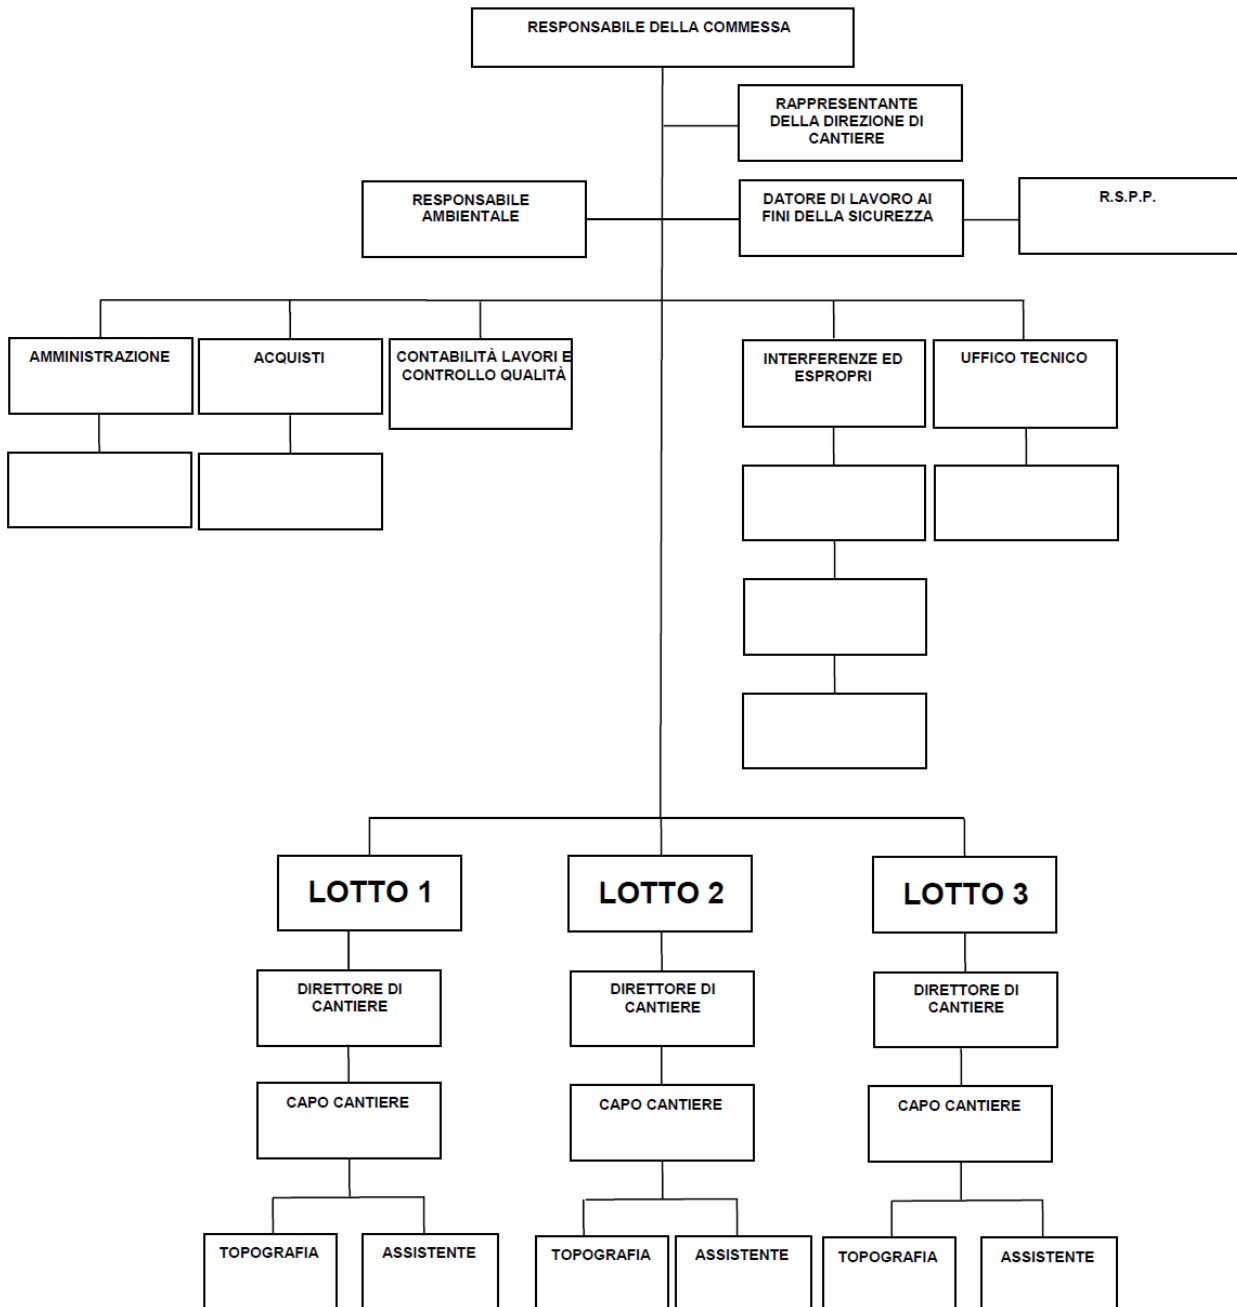 RESPONSABILE DELLA COMMESSA
RAPPRESENTANTE
DELLA DIREZIONE DI
CANTIERE
RESPONSABILE
AMBIENTALE
DATORE DI LAVORO AI
FINI DELLA SICUREZZA
R.S.P.P.
AMMINISTRAZIONE
ACQUISTI
CONTABILITÀ LAVORI E
CONTROLLO QUALITÀ
INTERFERENZE ED
ESPROPRI
UFFICO TECNICO
LOTTO 1
LOTTO 2
LOTTO 3
DIRETTORE DI
CANTIERE
DIRETTORE DI
CANTIERE
DIRETTORE DI
CANTIERE
CAPO CANTIERE
CAPO CANTIERE
CAPO CANTIERE
TOPOGRAFIA
ASSISTENTE
TOPOGRAFIA
ASSISTENTE
TOPOGRAFIA
ASSISTENTE